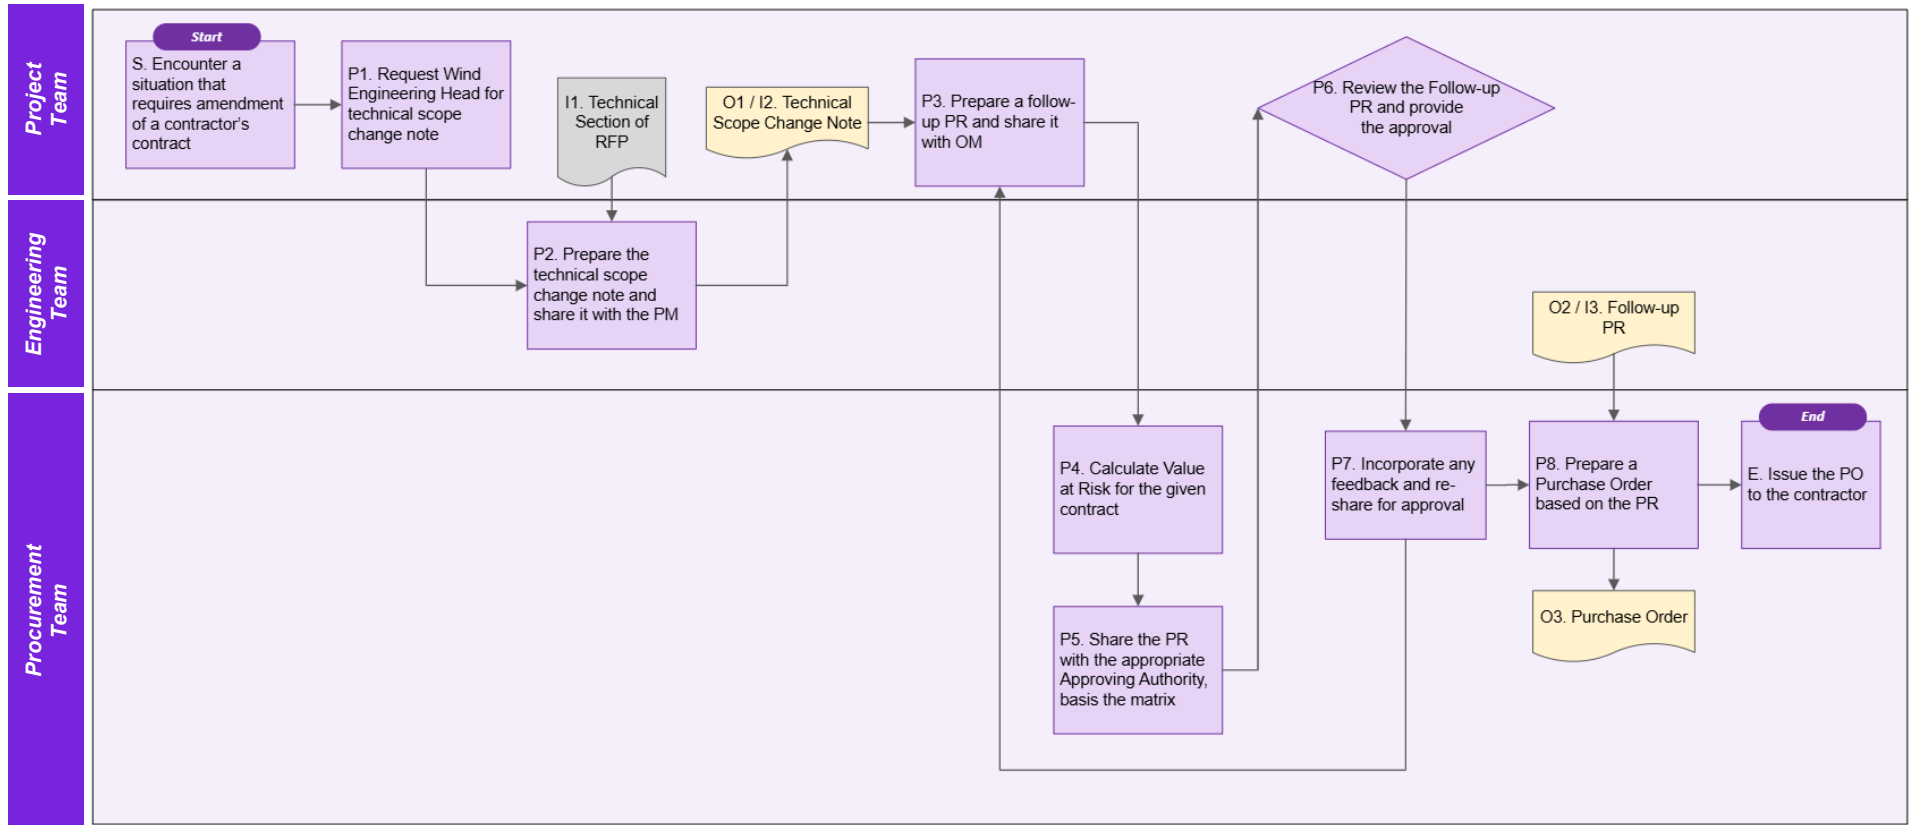 Project
Team
Start
S. Encounter a
situation that
requires amendment
of a contractor's
contract
P1. Request Wind
Engineering Head for
technical scope
change note
I1. Technical
Section of
RFP
O1 / I2. Technical
Scope Change Note
P3. Prepare a follow-
up PR and share it
with OM
P6. Review the Follow-up
PR and provide
the approval
Engineering
Team
P2. Prepare the
technical scope
change note and
share it with the PM
O2 / I3. Follow-up
PR
Procurement
Team
P4. Calculate Value
at Risk for the given
contract
P5. Share the PR
with the appropriate
Approving Authority,
basis the matrix
P7. Incorporate any
feedback and re-
share for approval
P8. Prepare a
Purchase Order
based on the PR
O3. Purchase Order
End
E. Issue the PO
to the contractor